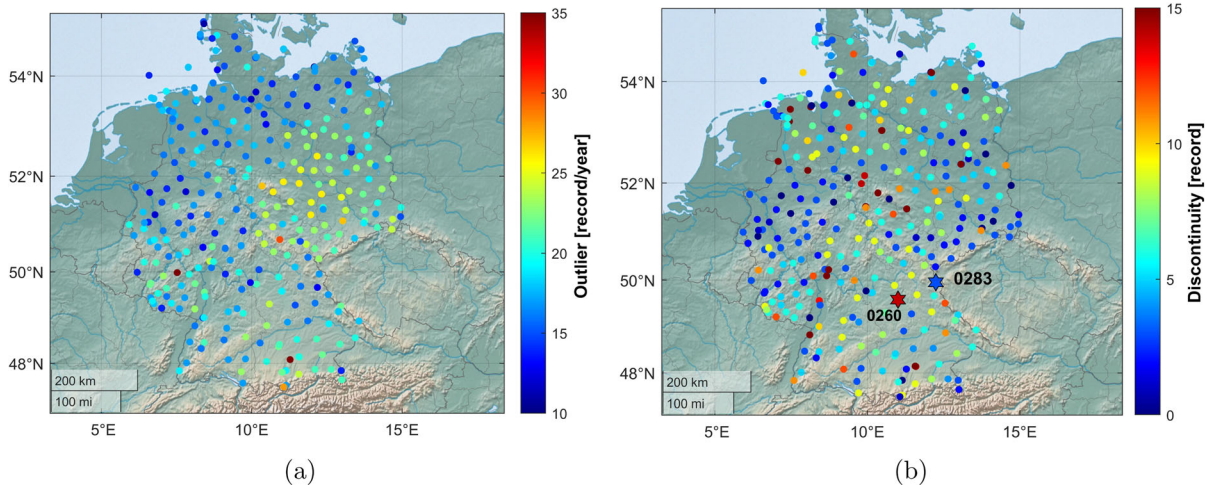 54°N
52°N
50°N
48°N
200 km
100 mi
5°E
10°E
15°E
35
30
25
20
15
10
Outlier [record/year]
(a)
54°N
52°N
50°N
48°N
200 km
100 mi
5°E
10°E
15°E
0283
0260
15
10
5
0
Discontinuity [record]
(b)